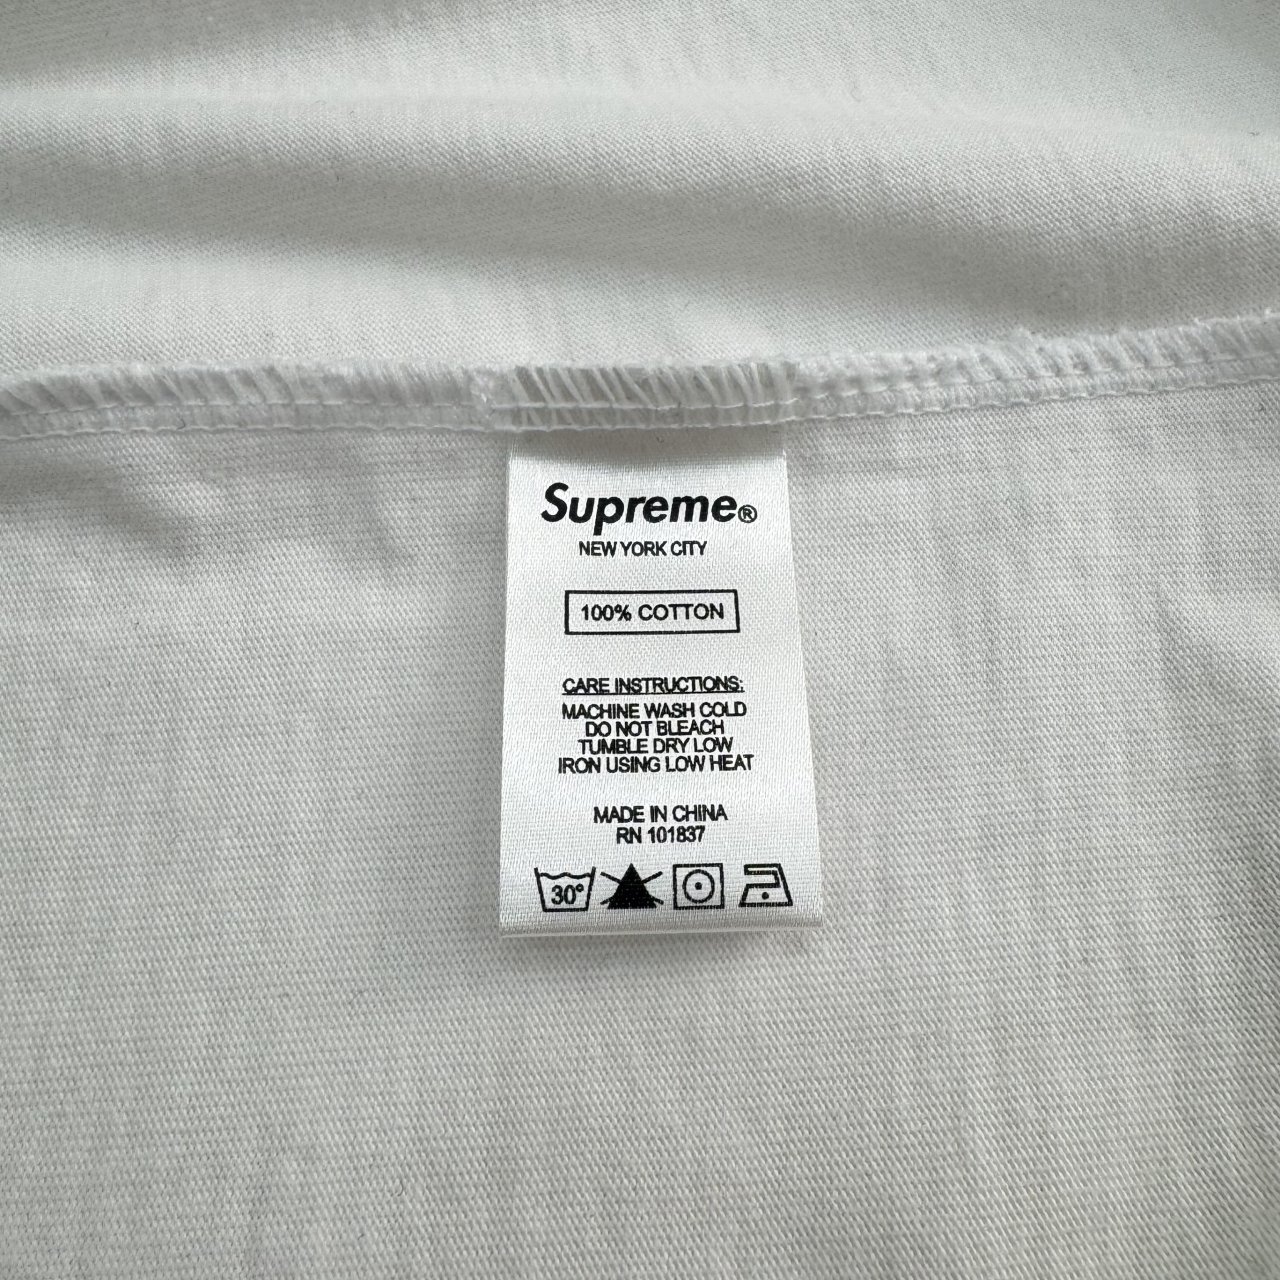 Supreme®
NEW YORK CITY
100% COTTON
CARE INSTRUCTIONS:
MACHINE WASH COLD
DO NOT BLEACH
TUMBLE DRY LOW
IRON USING LOW HEAT
MADE IN CHINA
RN 101837
30°